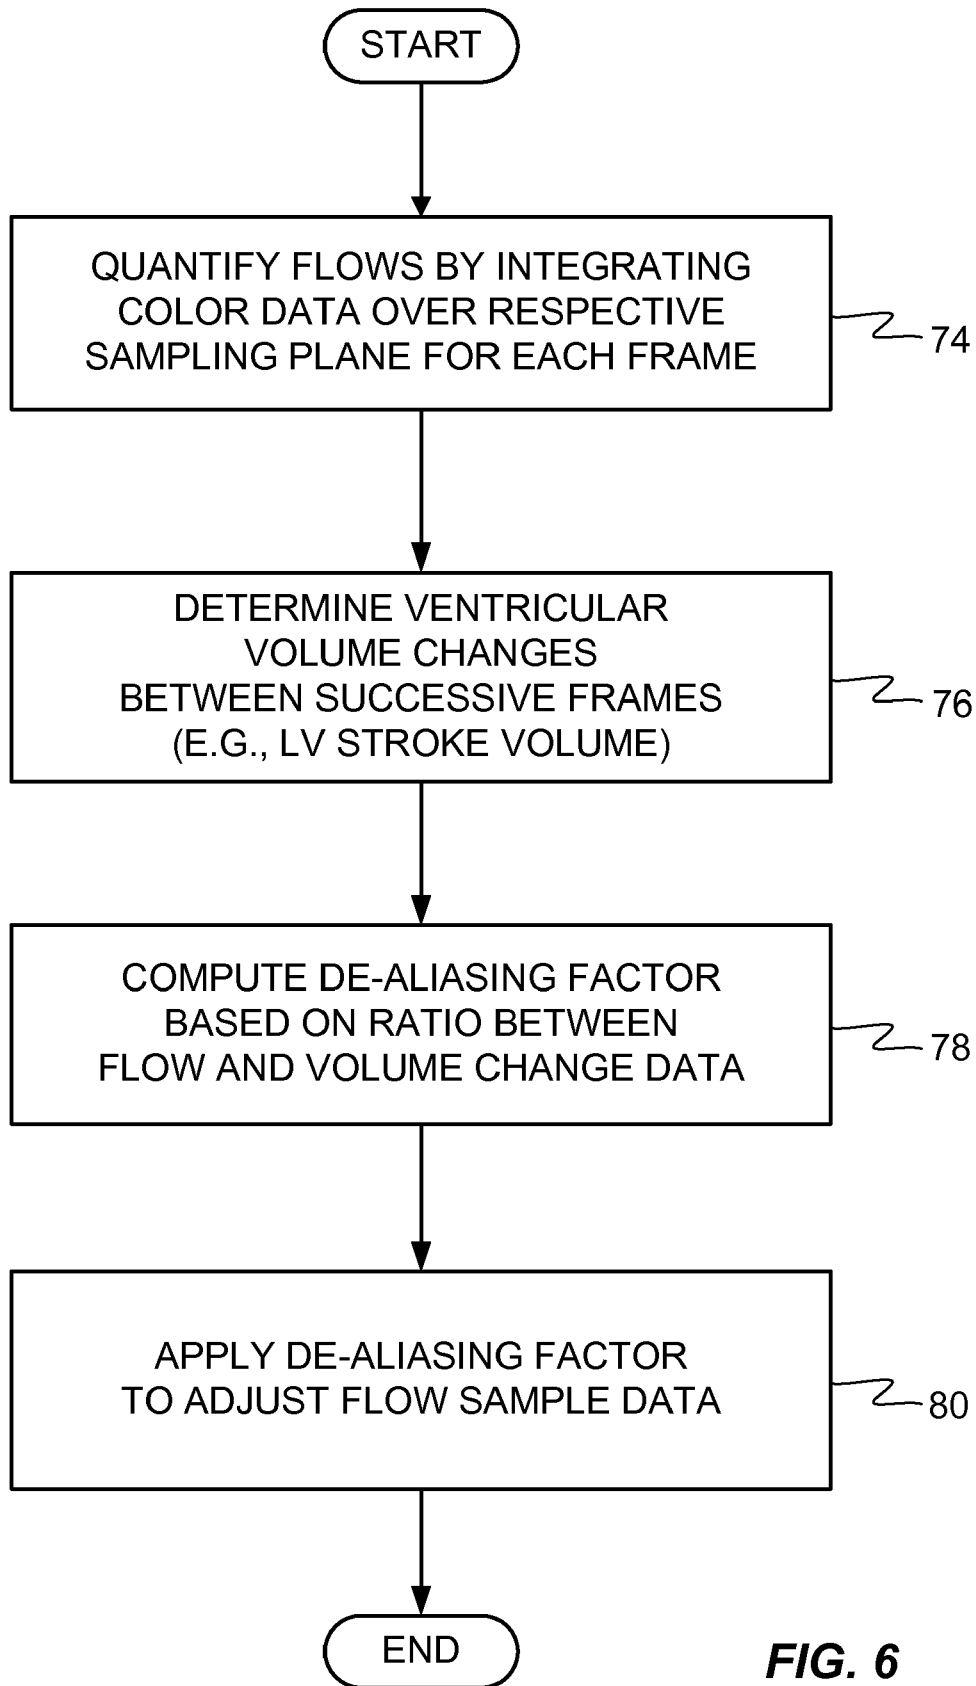 START
QUANTIFY FLOWS BY INTEGRATING
COLOR DATA OVER RESPECTIVE
SAMPLING PLANE FOR EACH FRAME
74
DETERMINE VENTRICULAR
VOLUME CHANGES
BETWEEN SUCCESSIVE FRAMES
(E.G., LV STROKE VOLUME)
76
COMPUTE DE-ALIASING FACTOR
BASED ON RATIO BETWEEN
FLOW AND VOLUME CHANGE DATA
78
APPLY DE-ALIASING FACTOR
TO ADJUST FLOW SAMPLE DATA
80
END
FIG. 6